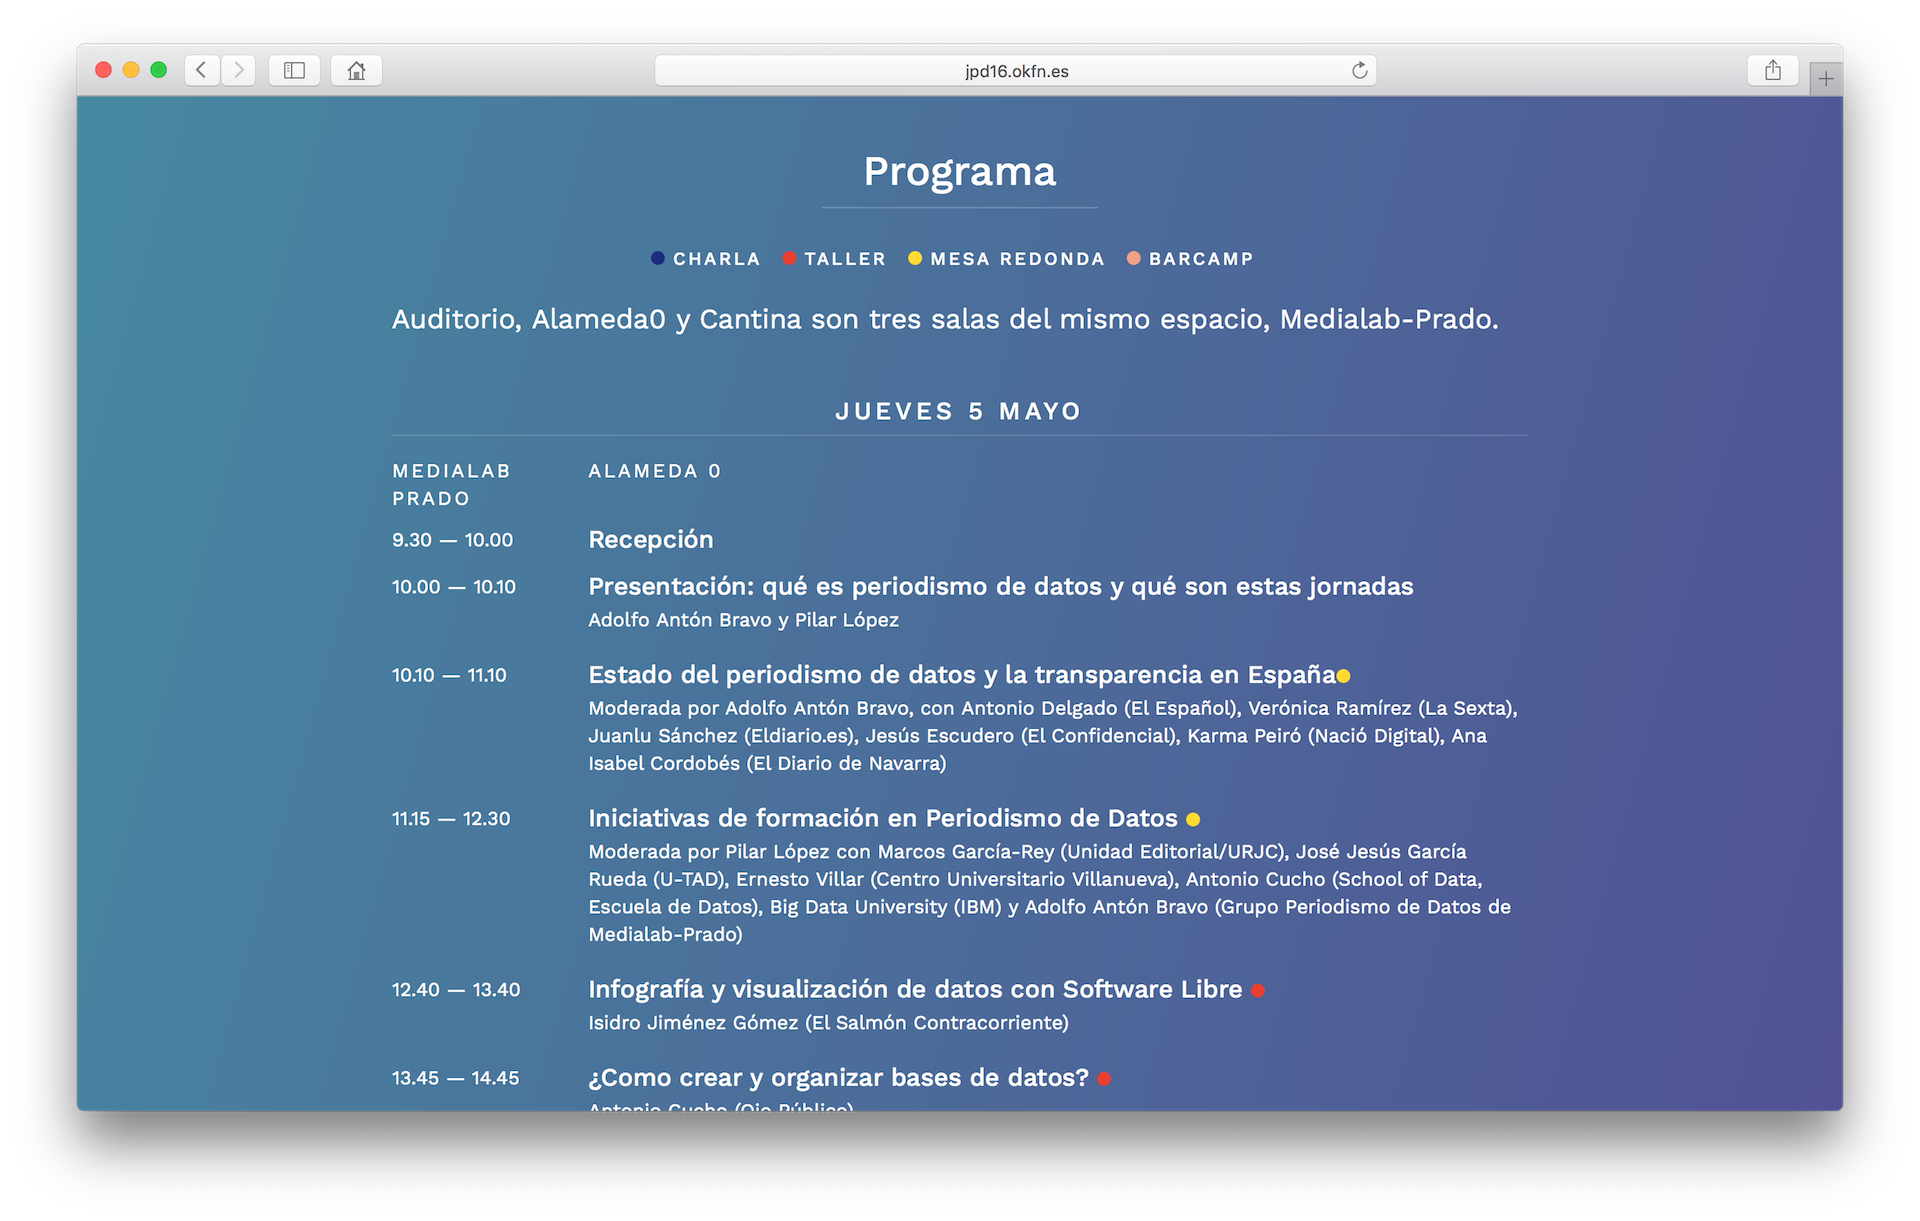 jpd16.okfn.es
Programa
CHARLA TALLER MESA REDONDA BARCAMP
Auditorio, Alameda0 y Cantina son tres salas del mismo espacio, Medialab-Prado.
JUEVES 5 MAYO
MEDIALAB PRADO
ALAMEDA 0
9.30 — 10.00
Recepción
10.00 — 10.10
Presentación: qué es periodismo de datos y qué son estas jornadas
Adolfo Antón Bravo y Pilar López
10.10 — 11.10
Estado del periodismo de datos y la transparencia en España
Moderada por Adolfo Antón Bravo, con Antonio Delgado (El Español), Verónica Ramírez (La Sexta),
Juanlu Sánchez (Eldiario.es), Jesús Escudero (El Confidencial), Karma Peiró (Nació Digital), Ana
Isabel Cordobés (El Diario de Navarra)
11.15 — 12.30
Iniciativas de formación en Periodismo de Datos
Moderada por Pilar López con Marcos García-Rey (Unidad Editorial/URJC), José Jesús García
Rueda (U-TAD), Ernesto Villar (Centro Universitario Villanueva), Antonio Cucho (School of Data,
Escuela de Datos), Big Data University (IBM) y Adolfo Antón Bravo (Grupo Periodismo de Datos de
Medialab-Prado)
12.40 — 13.40
Infografía y visualización de datos con Software Libre
Isidro Jiménez Gómez (El Salmón Contracorriente)
13.45 — 14.45
¿Como crear y organizar bases de datos?
Antonio Cucho (Ojo Público)